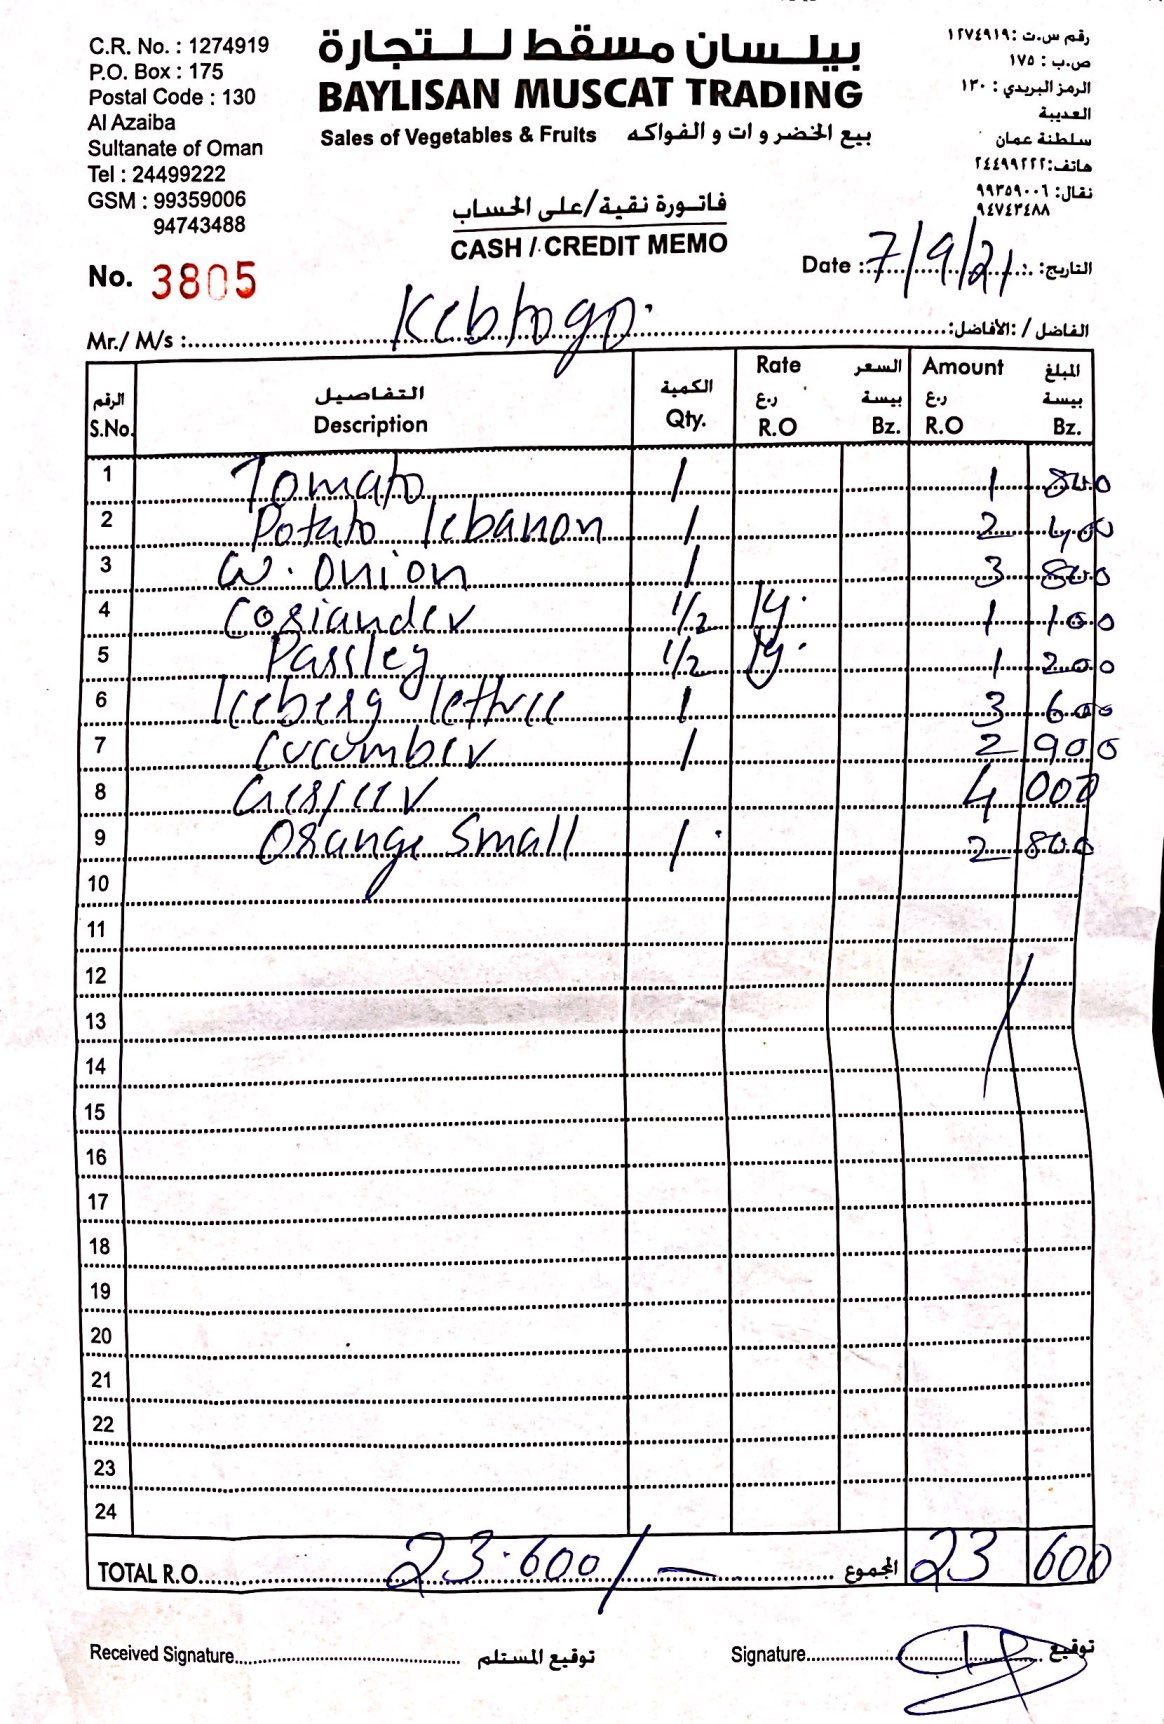 C.R. No. : 1274919
P.O. Box : 175
Postal Code : 130
Al Azaiba
Sultanate of Oman
Tel : 24499222
GSM : 99359006
94743488
بيلسان مسقط للتجارة
BAYLISAN MUSCAT TRADING
Sales of Vegetables & Fruits بيع الخضروات و الفواكه
رقم س.ت : ١٢٧٤٩١٩
ص.ب : ١٧٥
الرمز البريدي : ١٣٠
العذيبة
سلطنة عمان
هاتف: ٢٤٤٩٩٢٢٢
نقال: ٩٩٣٥٩٠٠٦
٩٤٧٤٣٤٨٨
فاتورة نقية/على الحساب
CASH / CREDIT MEMO
No. 3805
Date : 7/9/21 التاريخ:
Mr./ M/s : Kebtogo. الفاضل / الأفاضل:
الرقم التفاصيل الكمية Rate السعر Amount المبلغ
S.No. Description Qty. ر.ع R.O بيسة Bz. ر.ع R.O بيسة Bz.
1 Tomato 1 1 800
2 Potato lebanon 1 2 400
3 W. Onion 1 3 800
4 Coriander 1/2 kg. 1 100
5 Passley 1/2 kg. 1 200
6 Iceberg lettuce 1 3 600
7 Cucumber 1 2 900
8 4 000
9 Orange Small 1 2 800
10
11
12
13
14
15
16
17
18
19
20
21
22
23
24
TOTAL R.O. 23.600/- المجموع 23 600
Received Signature توقيع المستلم Signature توقيع